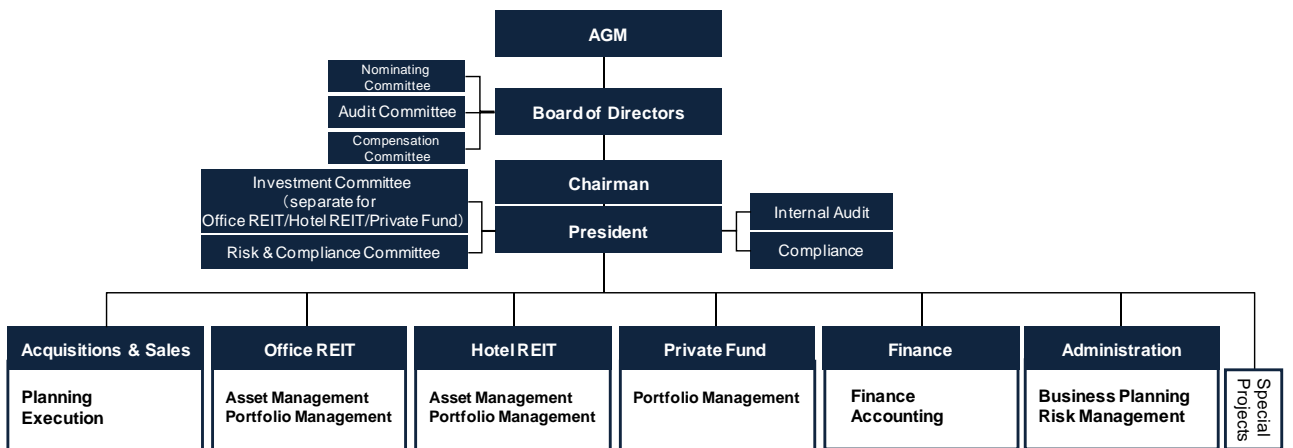 AGM
Nominating
Committee
Audit Committee
Compensation
Committee
Board of Directors
Chairman
President
Investment Committee
（separate for
Office REIT/Hotel REIT/Private Fund）
Risk & Compliance Committee
Internal Audit
Compliance
Acquisitions & Sales
Planning
Execution
Office REIT
Asset Management
Portfolio Management
Hotel REIT
Asset Management
Portfolio Management
Private Fund
Portfolio Management
Finance
Finance
Accounting
Administration
Business Planning
Risk Management
Special
Projects